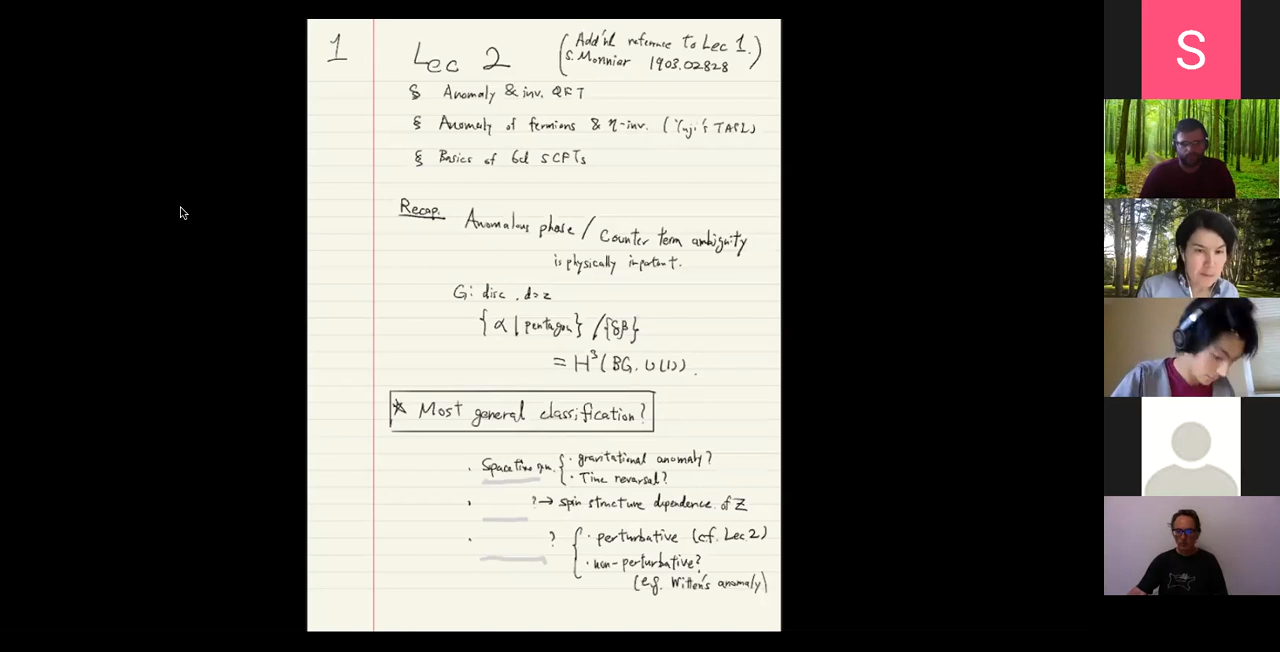 1
Lec 2
(Add'nl reference to Lec 1.
S. Monnier 1903.02828)
§ Anomaly & inv. QFT
§ Anomaly of fermions & η-inv. (Yuji's TASI)
§ Basics of 6d SCFTs
Recap.
Anomalous phase / Counter term ambiguity
is physically important.
G: disc, d=2
{α | pentagon} / {δβ}
= H³(BG, U(1)).
* Most general classification?
· Spacetime sym. { · gravitational anomaly?
· Time reversal?
· ? → spin structure dependence of Z
· ? { · perturbative (cf. Lec 2)
· non-perturbative?
(e.g. Witten's anomaly)
S